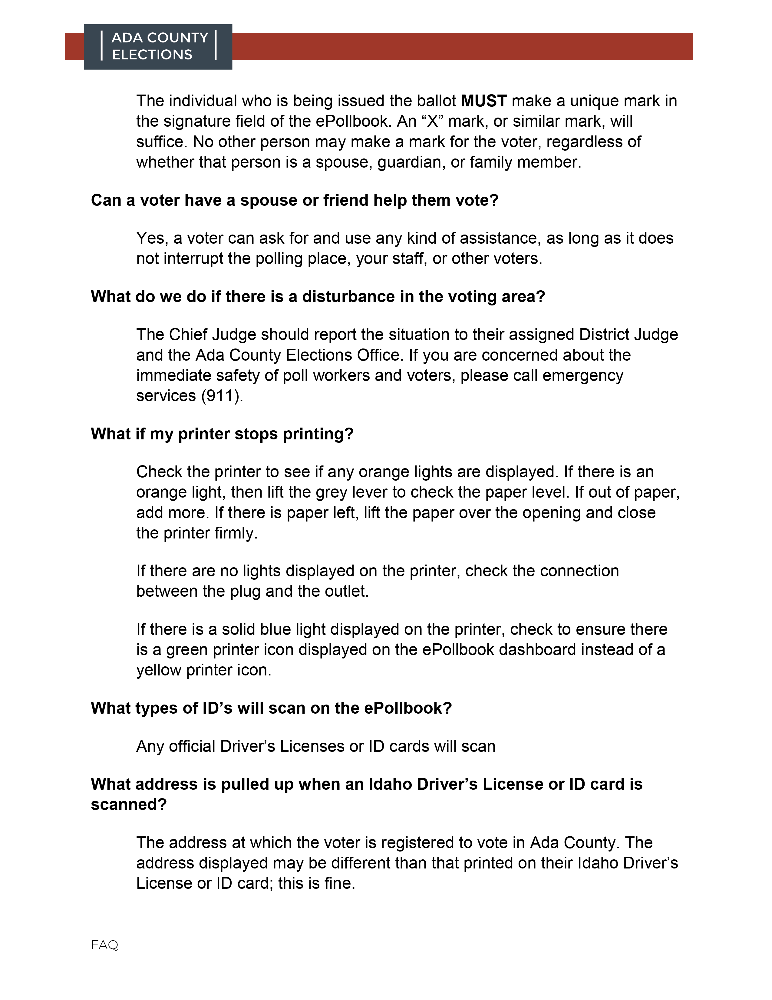 ADA COUNTY
ELECTIONS
The individual who is being issued the ballot MUST make a unique mark in
the signature field of the ePollbook. An “X” mark, or similar mark, will
suffice. No other person may make a mark for the voter, regardless of
whether that person is a spouse, guardian, or family member.
Can a voter have a spouse or friend help them vote?
Yes, a voter can ask for and use any kind of assistance, as long as it does
not interrupt the polling place, your staff, or other voters.
What do we do if there is a disturbance in the voting area?
The Chief Judge should report the situation to their assigned District Judge
and the Ada County Elections Office. If you are concerned about the
immediate safety of poll workers and voters, please call emergency
services (911).
What if my printer stops printing?
Check the printer to see if any orange lights are displayed. If there is an
orange light, then lift the grey lever to check the paper level. If out of paper,
add more. If there is paper left, lift the paper over the opening and close
the printer firmly.
If there are no lights displayed on the printer, check the connection
between the plug and the outlet.
If there is a solid blue light displayed on the printer, check to ensure there
is a green printer icon displayed on the ePollbook dashboard instead of a
yellow printer icon.
What types of ID’s will scan on the ePollbook?
Any official Driver’s Licenses or ID cards will scan
What address is pulled up when an Idaho Driver’s License or ID card is
scanned?
The address at which the voter is registered to vote in Ada County. The
address displayed may be different than that printed on their Idaho Driver’s
License or ID card; this is fine.
FAQ